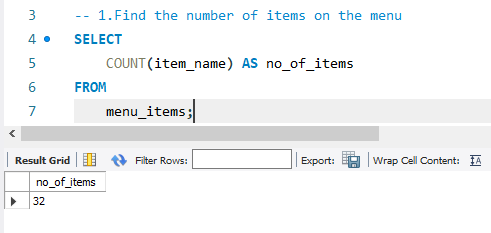 3 -- 1.Find the number of items on the menu
4 SELECT
5 COUNT(item_name) AS no_of_items
6 FROM
7 menu_items;
Result Grid Filter Rows: Export: Wrap Cell Content: IA
no_of_items
32